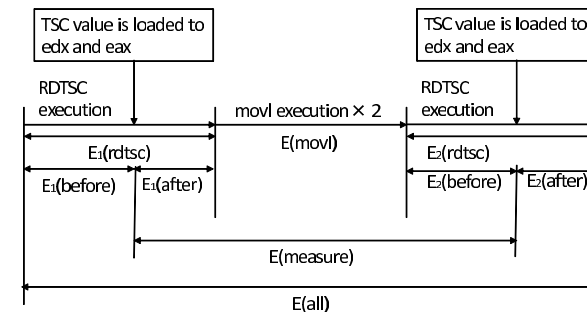 TSC value is loaded to
edx and eax
TSC value is loaded to
edx and eax
RDTSC
execution
movl execution × 2
RDTSC
execution
E1(rdtsc)
E(movl)
E2(rdtsc)
E1(before)
E1(after)
E2(before)
E2(after)
E(measure)
E(all)